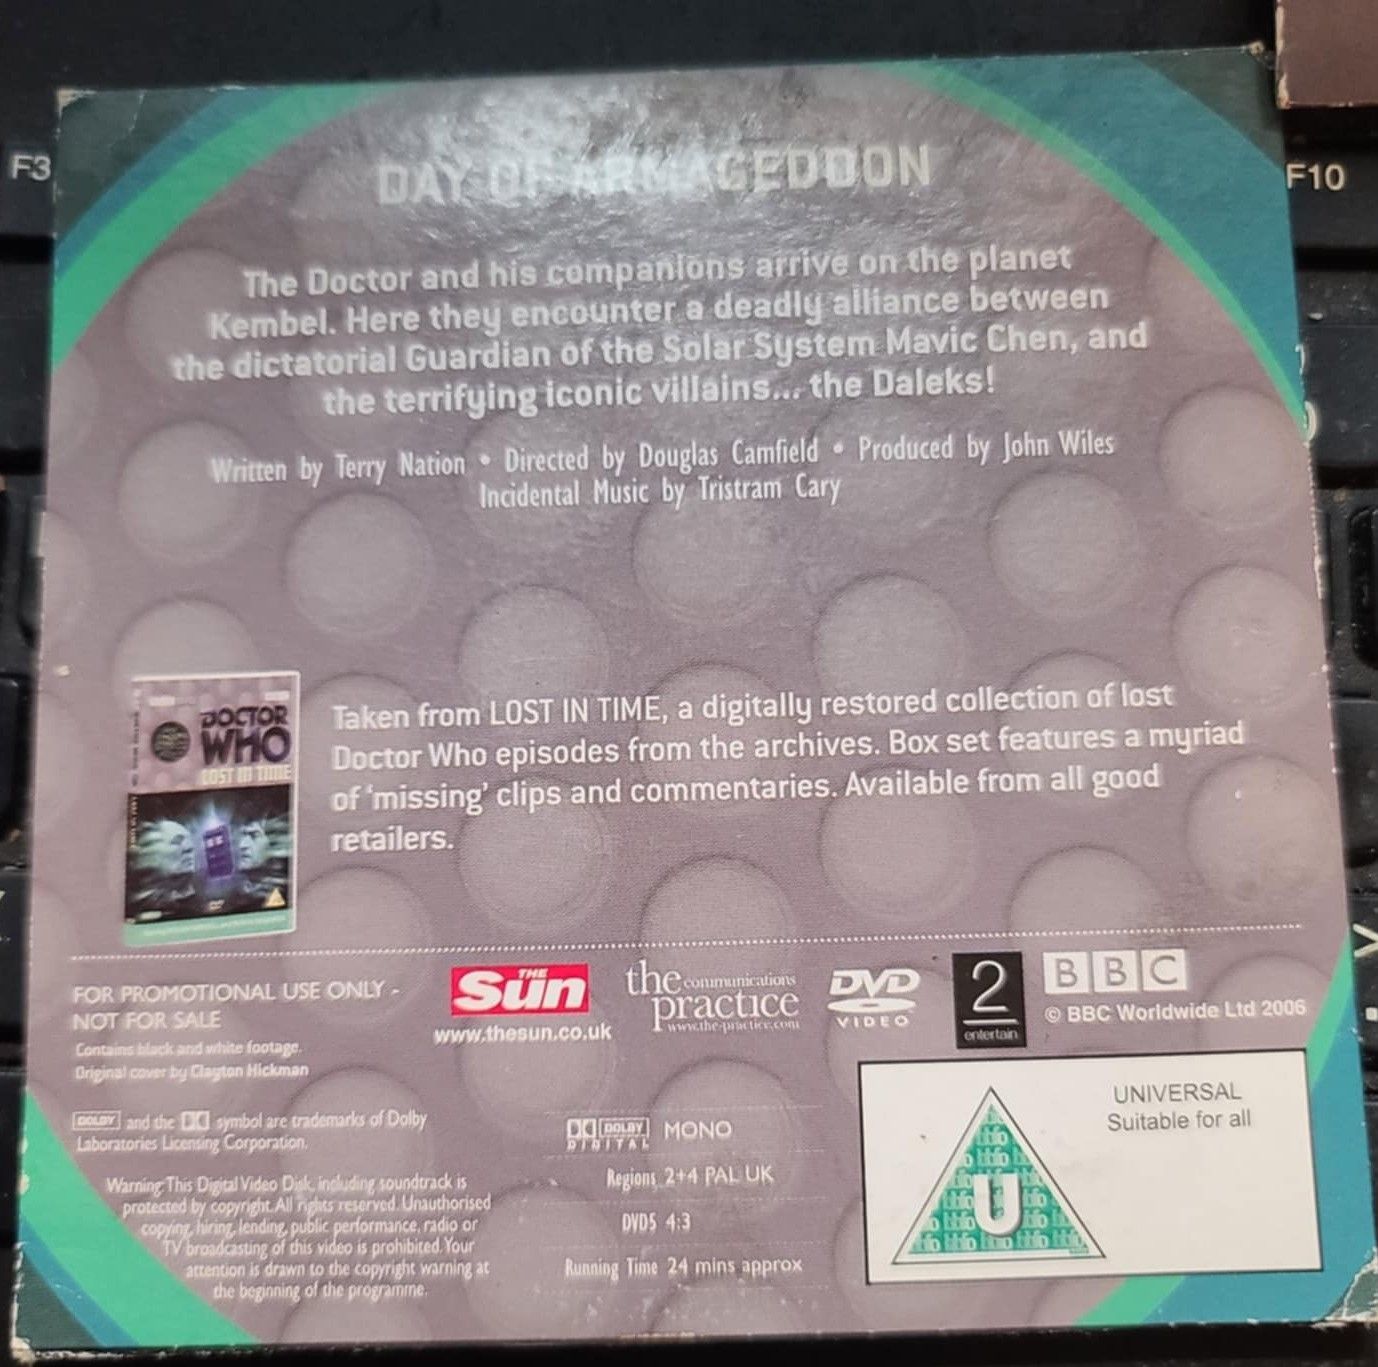 F3
F10
DAY OF ARMAGEDDON
The Doctor and his companions arrive on the planet
Kembel. Here they encounter a deadly alliance between
the dictatorial Guardian of the Solar System Mavic Chen, and
the terrifying iconic villains... the Daleks!
Written by Terry Nation • Directed by Douglas Camfield • Produced by John Wiles
Incidental Music by Tristram Cary
DOCTOR
WHO
LOST IN TIME
Taken from LOST IN TIME, a digitally restored collection of lost
Doctor Who episodes from the archives. Box set features a myriad
of 'missing' clips and commentaries. Available from all good
retailers.
FOR PROMOTIONAL USE ONLY -
NOT FOR SALE
Contains black and white footage.
Original cover by Clayton Hickman
THE
Sun
www.thesun.co.uk
the communications
practice
www.the-practice.com
DVD
VIDEO
2
entertain
BBC
© BBC Worldwide Ltd 2006
DOLBY and the symbol are trademarks of Dolby
Laboratories Licensing Corporation.
Warning: This Digital Video Disk, including soundtrack is
protected by copyright. All rights reserved. Unauthorised
copying, hiring, lending, public performance, radio or
TV broadcasting of this video is prohibited. Your
attention is drawn to the copyright warning at
the beginning of the programme.
DOLBY MONO
DIGITAL
Regions 2+4 PAL UK
DVD5 4:3
Running Time 24 mins approx
U
UNIVERSAL
Suitable for all